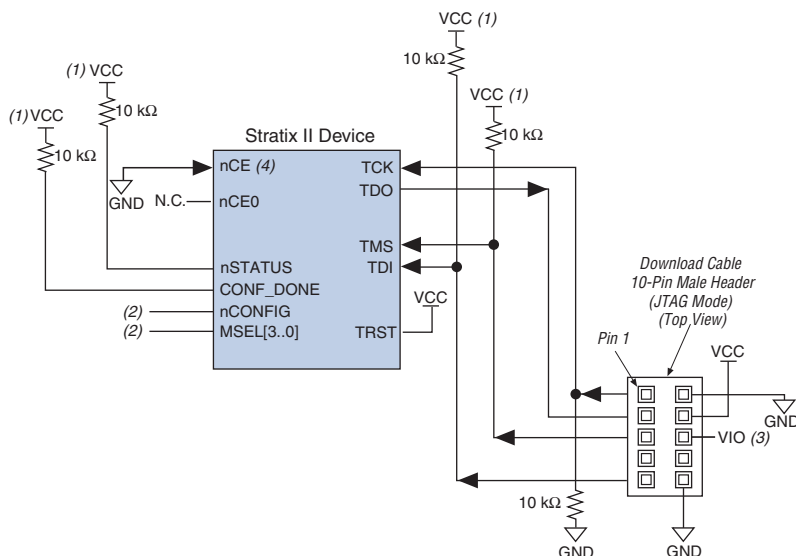 VCC (1)
10 kΩ
(1) VCC
10 kΩ
VCC (1)
10 kΩ
(1) VCC
10 kΩ
Stratix II Device
nCE (4)
GND
N.C.
nCE0
nSTATUS
CONF_DONE
(2)
nCONFIG
(2)
MSEL[3..0]
TCK
TDO
TMS
TDI
TRST
VCC
Download Cable
10-Pin Male Header
(JTAG Mode)
(Top View)
Pin 1
VCC
GND
VIO (3)
10 kΩ
GND
GND